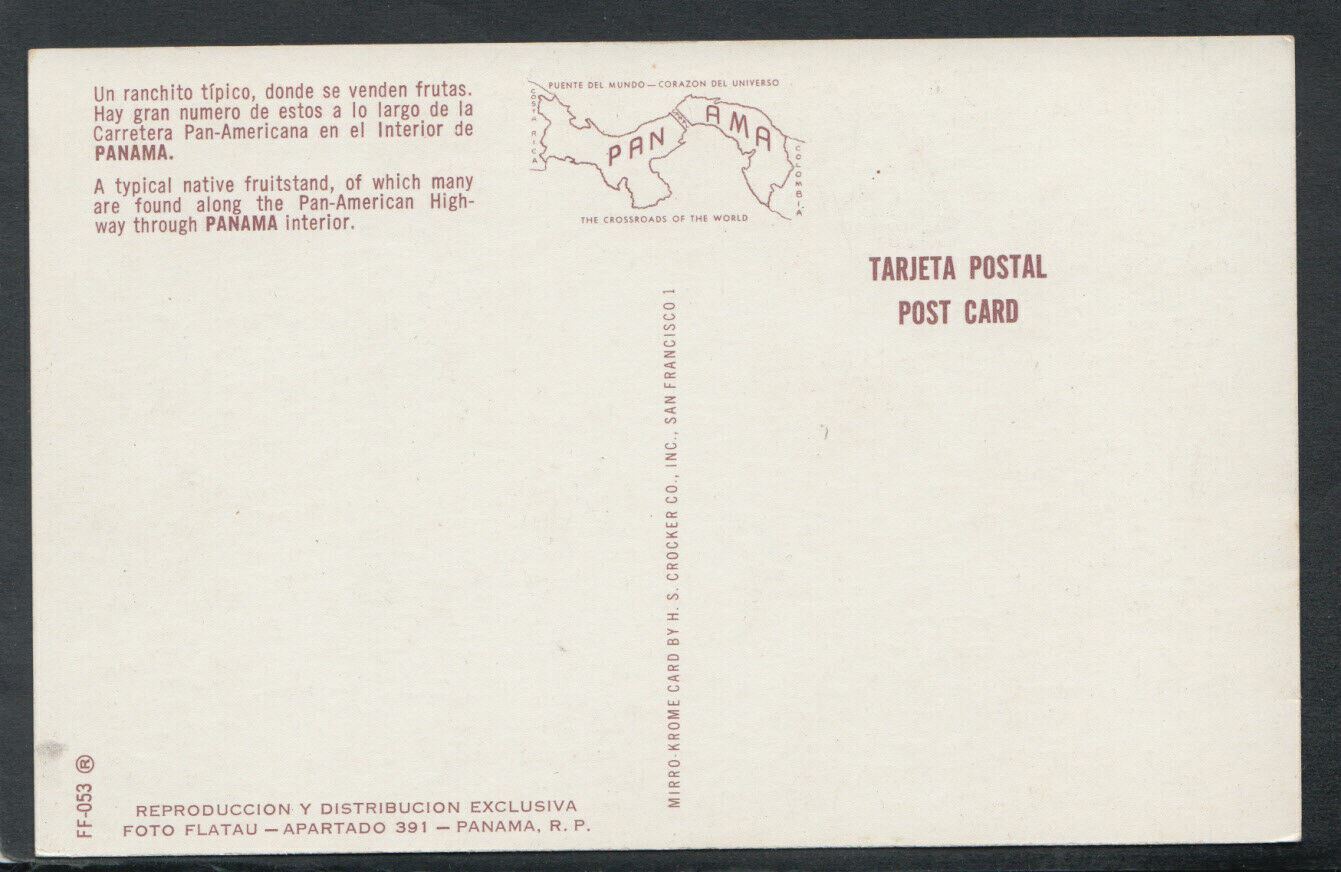 Un ranchito típico, donde se venden frutas.
Hay gran numero de estos a lo largo de la
Carretera Pan-Americana en el Interior de
PANAMA.
A typical native fruitstand, of which many
are found along the Pan-American High-
way through PANAMA interior.
PUENTE DEL MUNDO — CORAZON DEL UNIVERSO
COSTA RICA
PAN AMA
COLOMBIA
THE CROSSROADS OF THE WORLD
TARJETA POSTAL
POST CARD
MIRRO-KROME CARD BY H. S. CROCKER CO., INC., SAN FRANCISCO 1
FF-053 ®
REPRODUCCION Y DISTRIBUCION EXCLUSIVA
FOTO FLATAU — APARTADO 391 — PANAMA, R. P.